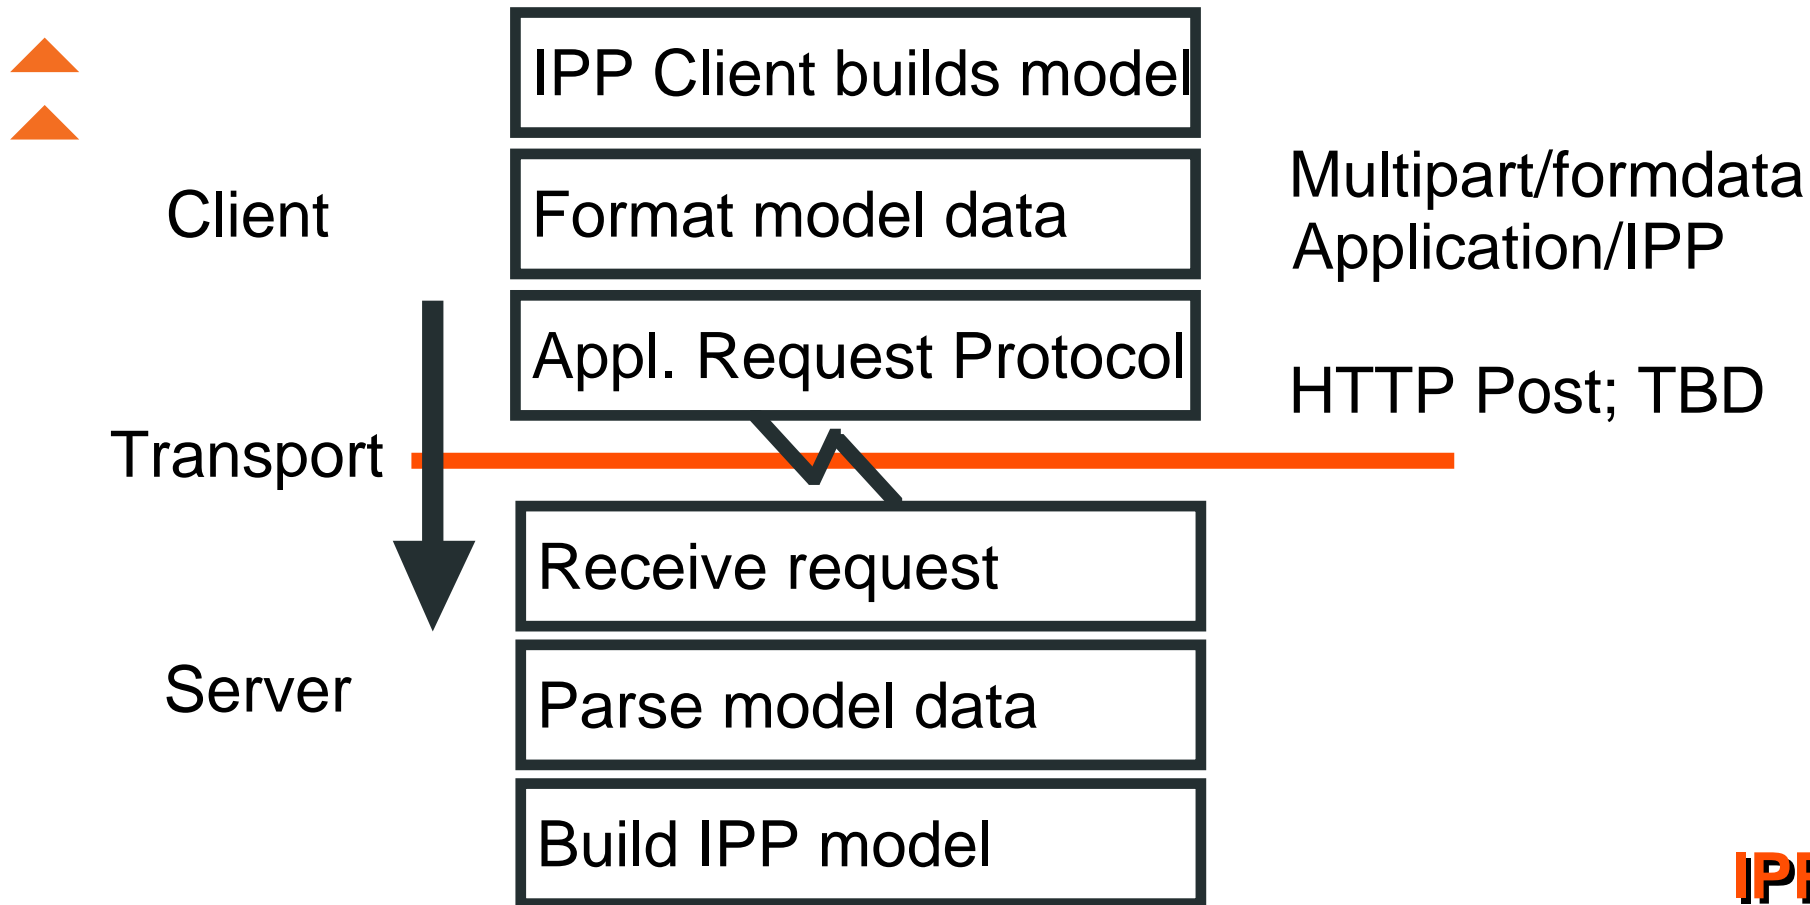 IPP Client builds model
Client
Format model data
Multipart/formdata
Application/IPP
Appl. Request Protocol
HTTP Post; TBD
Transport
Receive request
Server
Parse model data
Build IPP model